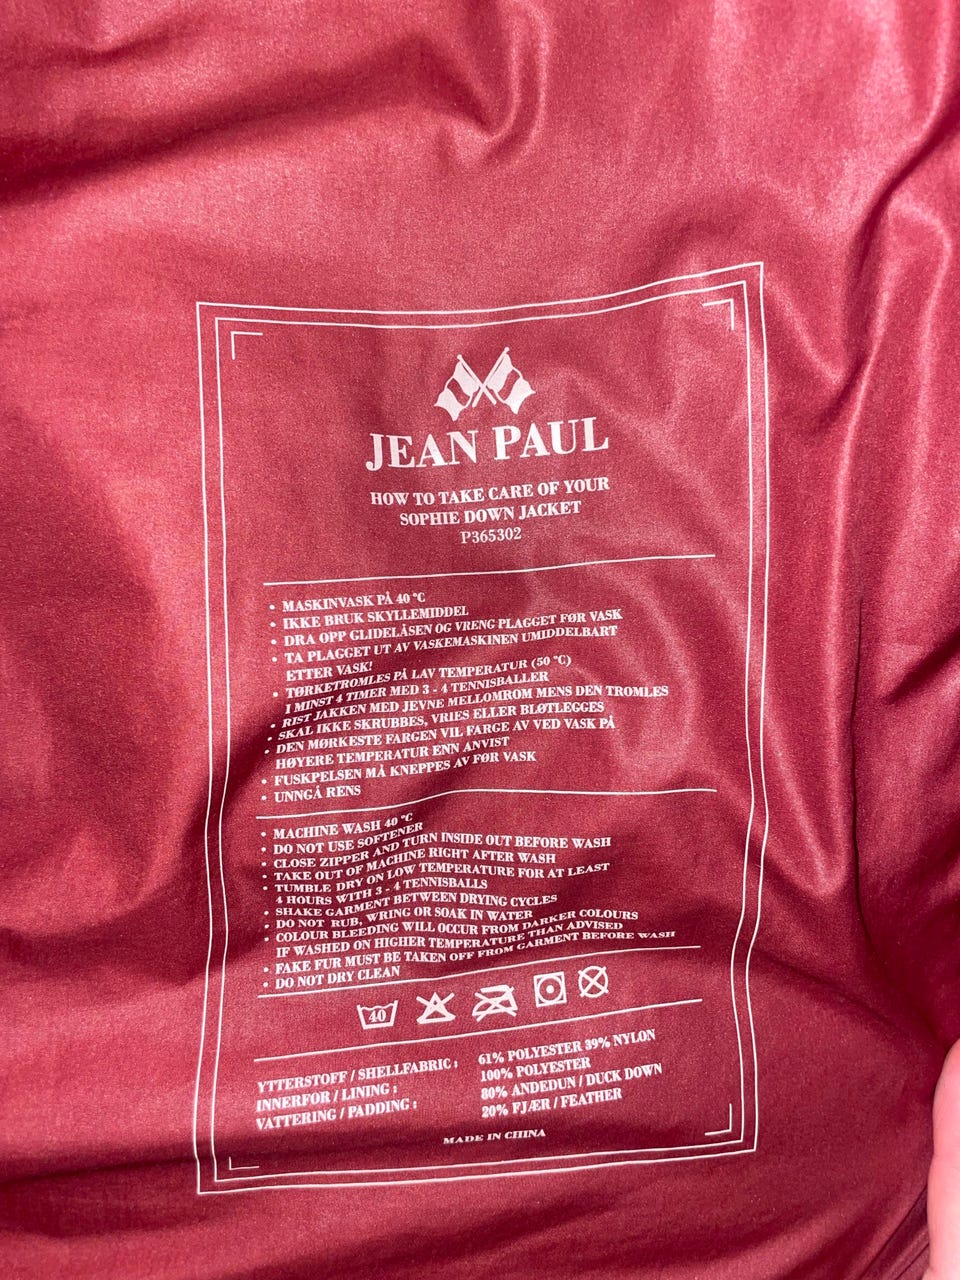 JEAN PAUL
HOW TO TAKE CARE OF YOUR
SOPHIE DOWN JACKET
P365302
• MASKINVASK PÅ 40 °C
• IKKE BRUK SKYLLEMIDDEL
• DRA OPP GLIDELÅSEN OG VRENG PLAGGET FØR VASK
• TA PLAGGET UT AV VASKEMASKINEN UMIDDELBART
ETTER VASK!
• TØRKETROMLES PÅ LAV TEMPERATUR (50 °C)
I MINST 4 TIMER MED 3 - 4 TENNISBALLER
• RIST JAKKEN MED JEVNE MELLOMROM MENS DEN TROMLES
• SKAL IKKE SKRUBBES, VRIES ELLER BLØTLEGGES
• DEN MØRKESTE FARGEN VIL FARGE AV VED VASK PÅ
HØYERE TEMPERATUR ENN ANVIST
• FUSKPELSEN MÅ KNEPPES AV FØR VASK
• UNNGÅ RENS
• MACHINE WASH 40 °C
• DO NOT USE SOFTENER
• CLOSE ZIPPER AND TURN INSIDE OUT BEFORE WASH
• TAKE OUT OF MACHINE RIGHT AFTER WASH
• TUMBLE DRY ON LOW TEMPERATURE FOR AT LEAST
4 HOURS WITH 3 - 4 TENNISBALLS
• SHAKE GARMENT BETWEEN DRYING CYCLES
• DO NOT RUB, WRING OR SOAK IN WATER
• COLOUR BLEEDING WILL OCCUR FROM DARKER COLOURS
IF WASHED ON HIGHER TEMPERATURE THAN ADVISED
• FAKE FUR MUST BE TAKEN OFF FROM GARMENT BEFORE WASH
• DO NOT DRY CLEAN
40
YTTERSTOFF / SHELLFABRIC : 61% POLYESTER 39% NYLON
INNERFOR / LINING : 100% POLYESTER
VATTERING / PADDING : 80% ANDEDUN / DUCK DOWN
20% FJÆR / FEATHER
MADE IN CHINA